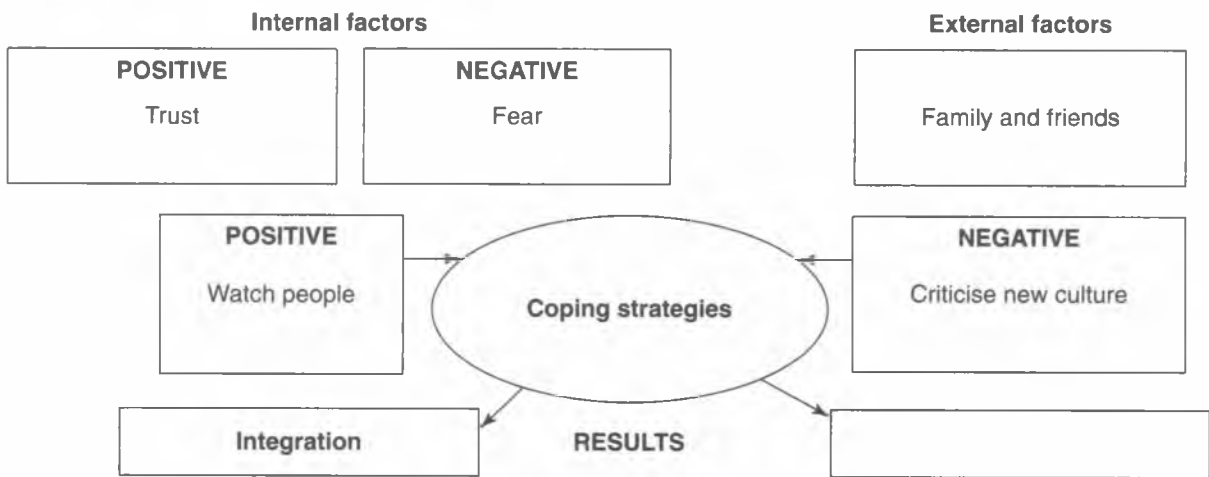 Internal factors
External factors
POSITIVE
Trust
NEGATIVE
Fear
Family and friends
POSITIVE
Watch people
Coping strategies
NEGATIVE
Criticise new culture
Integration
RESULTS